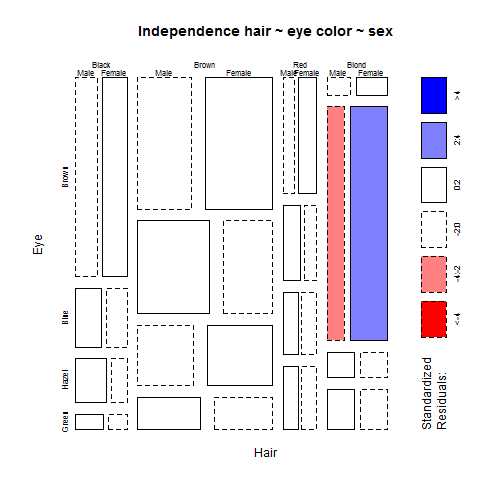 Independence hair ~ eye color ~ sex
Black Brown Red Blond
Male Female Male Female Male Female Male Female
Brown
Blue
Hazel
Green
Eye
Hair
>4
2:4
0:2
-2:0
-4:-2
<-4
Standardized
Residuals: